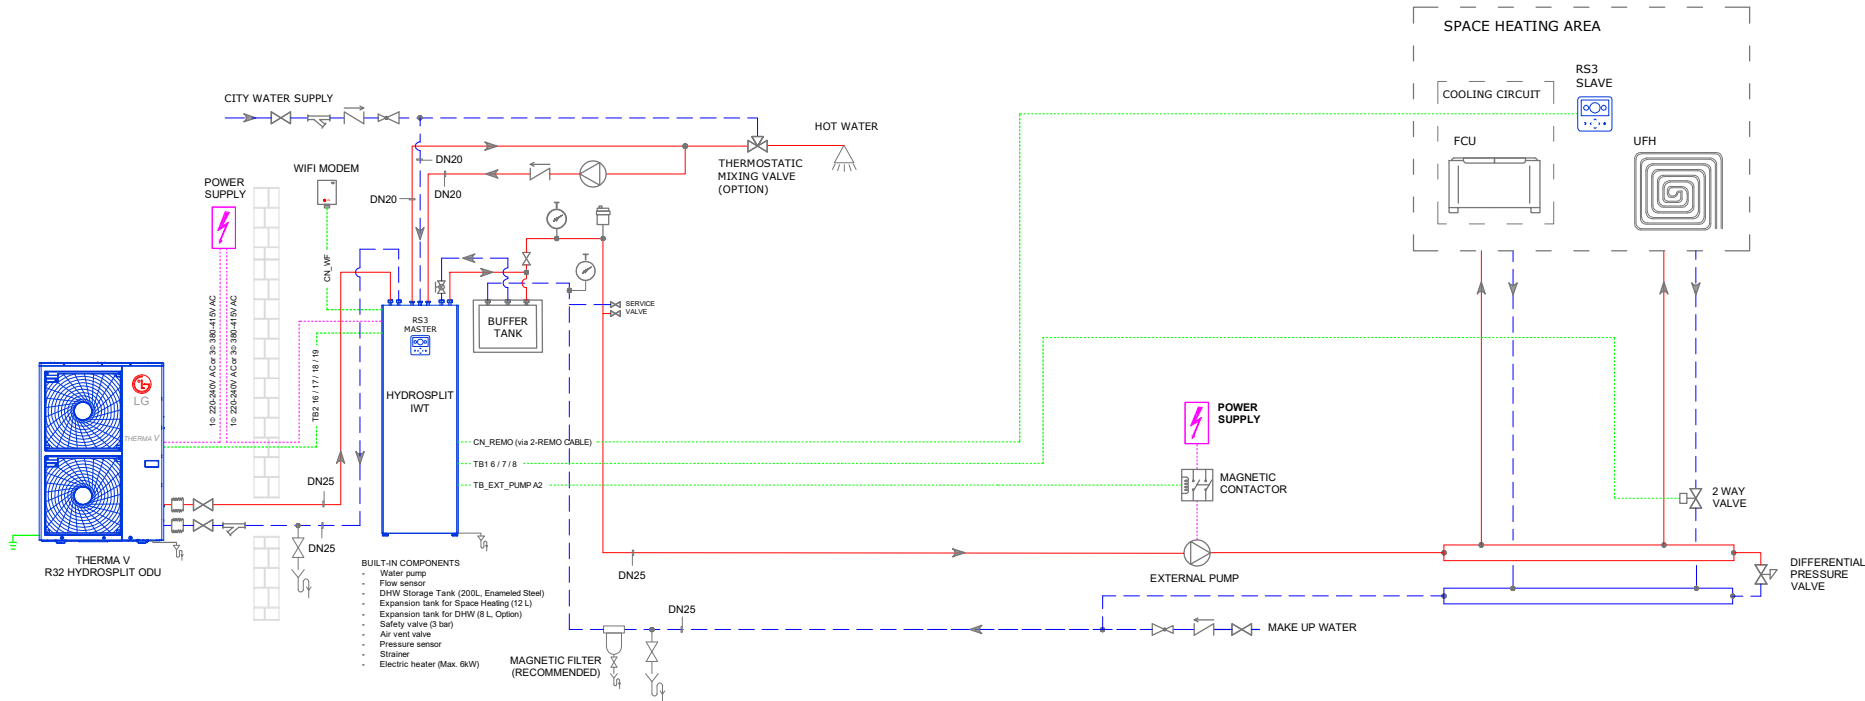 SPACE HEATING AREA
RS3
SLAVE
COOLING CIRCUIT
FCU
UFH
CITY WATER SUPPLY
HOT WATER
DN20
THERMOSTATIC
MIXING VALVE
(OPTION)
WIFI MODEM
POWER
SUPPLY
DN20
DN20
T
T
CN_WF
1Φ 220-240V AC or 3Φ 380-415V AC
1Φ 220-240V AC or 3Φ 380-415V AC
TB2 16 / 17 / 18 / 19
SERVICE
VALVE
RS3
MASTER
BUFFER
TANK
LG
THERMA V
HYDROSPLIT
IWT
POWER
SUPPLY
CN_REMO (via 2-REMO CABLE)
TB1 6 / 7 / 8
TB_EXT_PUMP A2
MAGNETIC
CONTACTOR
2 WAY
VALVE
DN25
DN25
THERMA V
R32 HYDROSPLIT ODU
BUILT-IN COMPONENTS
- Water pump
- Flow sensor
- DHW Storage Tank (200L, Enameled Steel)
- Expansion tank for Space Heating (12 L)
- Expansion tank for DHW (8 L, Option)
- Safety valve (3 bar)
- Air vent valve
- Pressure sensor
- Strainer
- Electric heater (Max. 6kW)
DN25
EXTERNAL PUMP
DIFFERENTIAL
PRESSURE
VALVE
DN25
MAKE UP WATER
MAGNETIC FILTER
(RECOMMENDED)